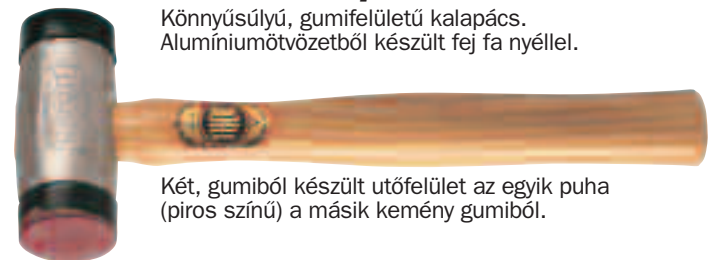 Könnyűsúlyú, gumifelületű kalapács.
Alumíniumötvözetből készült fej fa nyéllel.
Két, gumiból készült utőfelület az egyik puha
(piros színű) a másik kemény gumiból.